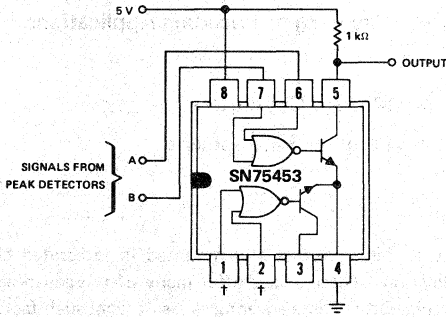 5 V
1 kΩ
OUTPUT
8 7 6 5
A
SIGNALS FROM
PEAK DETECTORS
B
SN75453
1 2 3 4
† †